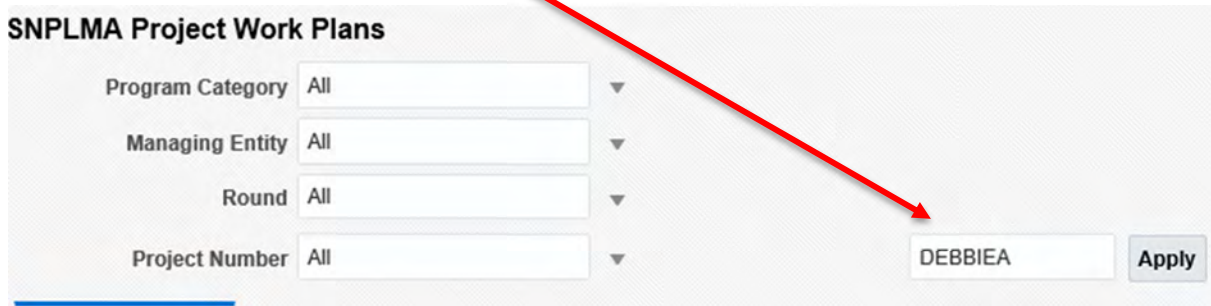 SNPLMA Project Work Plans
Program Category All
Managing Entity All
Round All
Project Number All DEBBIEA Apply